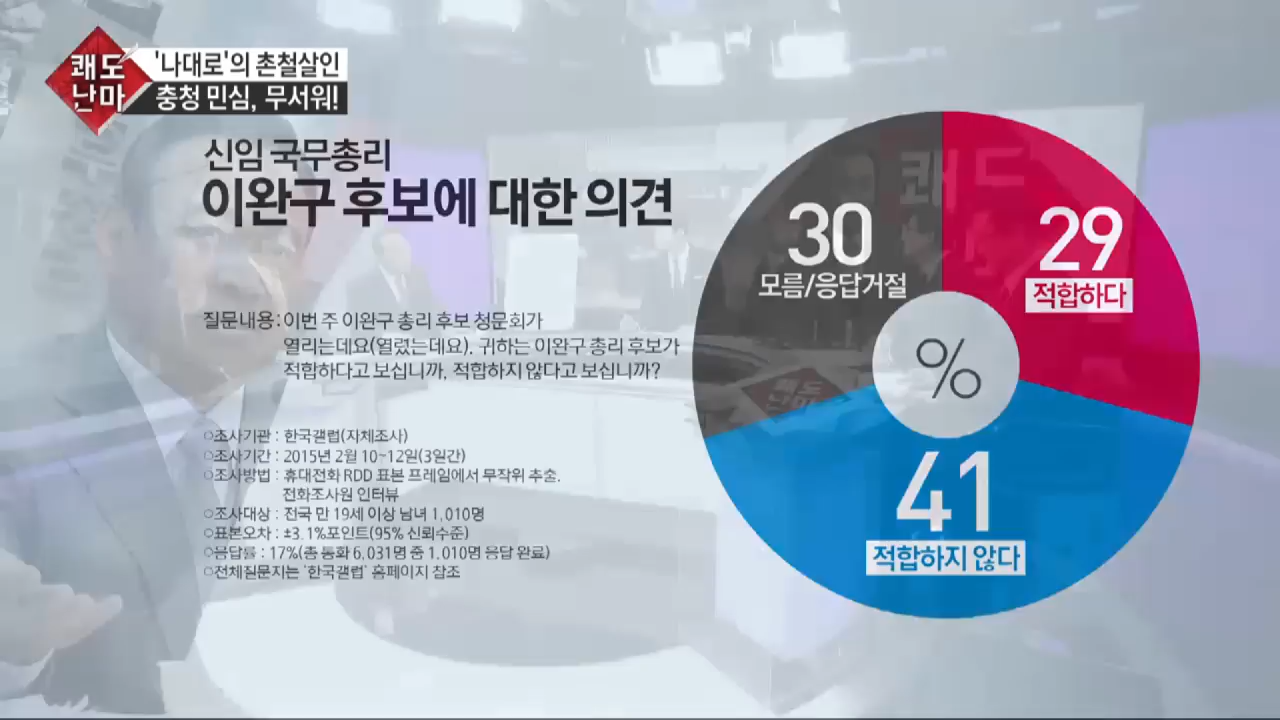 쾌도
난마
'나대로'의 촌철살인
충청 민심, 무서워!
신임 국무총리
이완구 후보에 대한 의견
질문내용:이번 주 이완구 총리 후보 청문회가
열리는데요(열렸는데요). 귀하는 이완구 총리 후보가
적합하다고 보십니까, 적합하지 않다고 보십니까?
○조사기관 : 한국갤럽(자체조사)
○조사기간 : 2015년 2월 10~12일(3일간)
○조사방법 : 휴대전화 RDD 표본 프레임에서 무작위 추출.
전화조사원 인터뷰
○조사대상 : 전국 만 19세 이상 남녀 1,010명
○표본오차 : ±3.1%포인트(95% 신뢰수준)
○응답률 : 17%(총 통화 6,031명 중 1,010명 응답 완료)
○전체질문지는 '한국갤럽' 홈페이지 참조
30
모름/응답거절
29
적합하다
%
41
적합하지 않다
쾌도
쾌도
난마